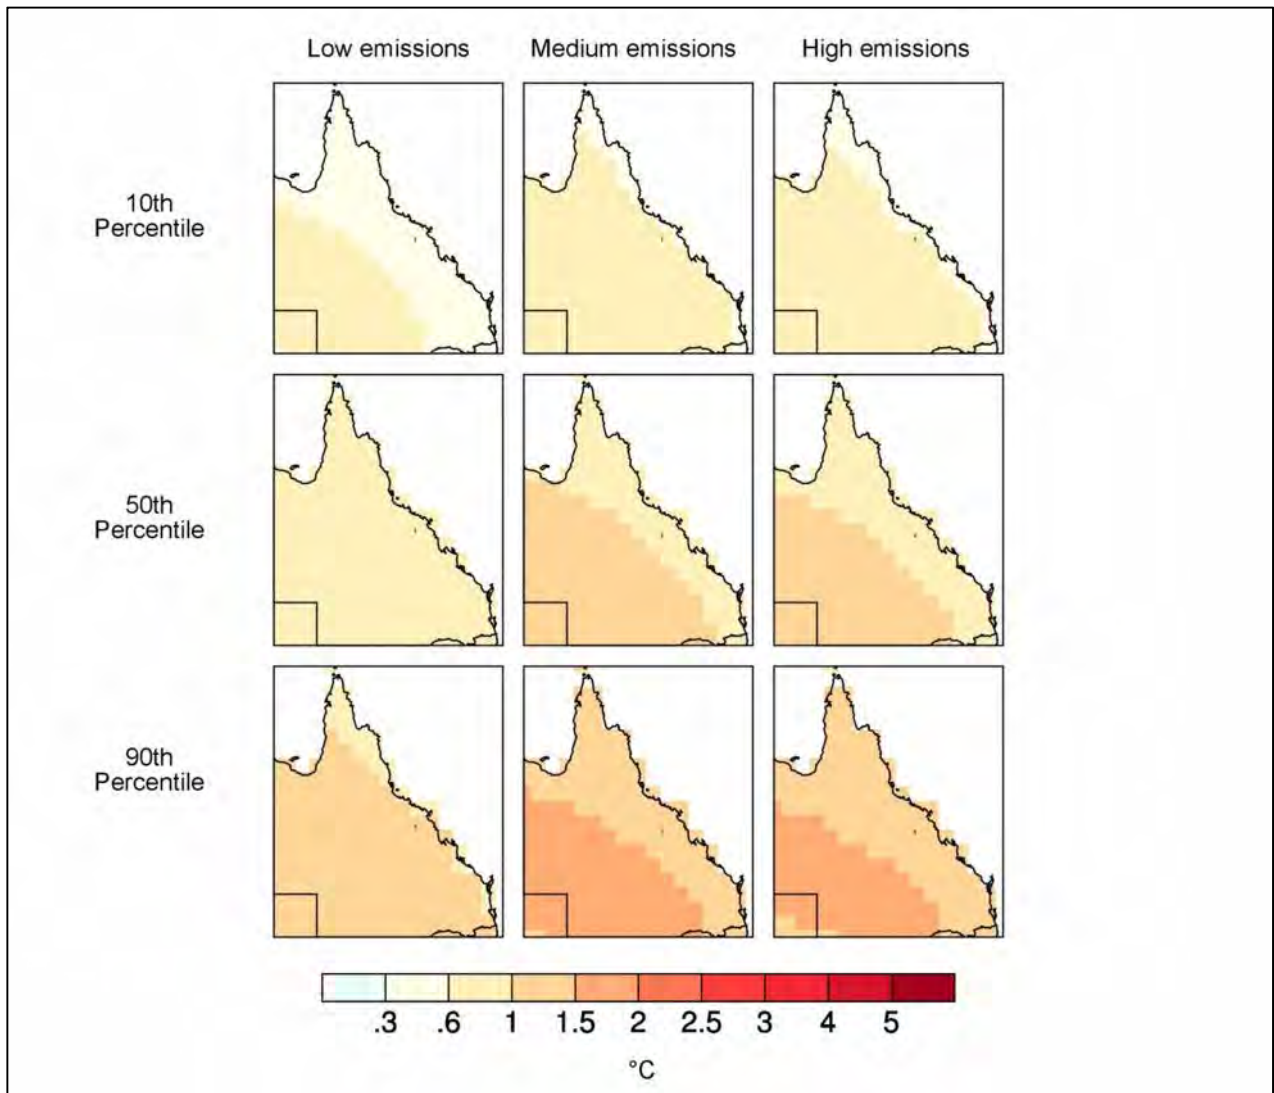 Low emissions Medium emissions High emissions
10th
Percentile
50th
Percentile
90th
Percentile
.3 .6 1 1.5 2 2.5 3 4 5
°C